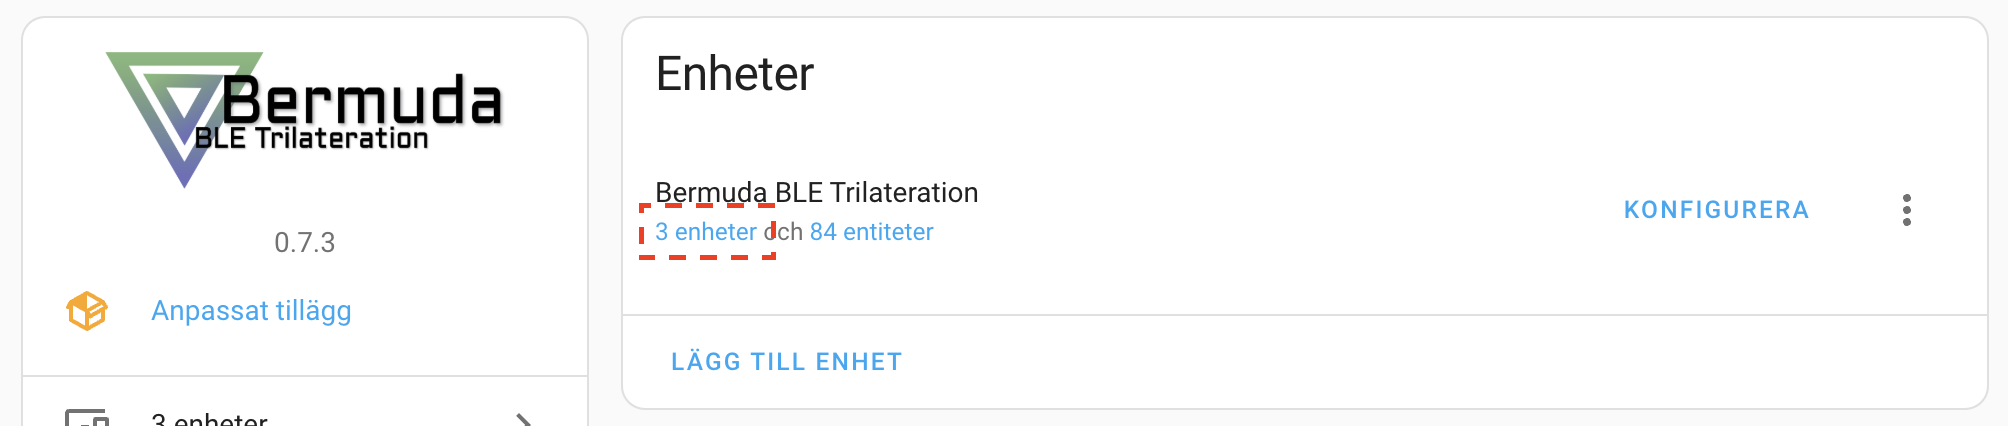 Bermuda
BLE Trilateration
0.7.3
Anpassat tillägg
3 enheter
Enheter
Bermuda BLE Trilateration
3 enheter och 84 entiteter
KONFIGURERA
LÄGG TILL ENHET